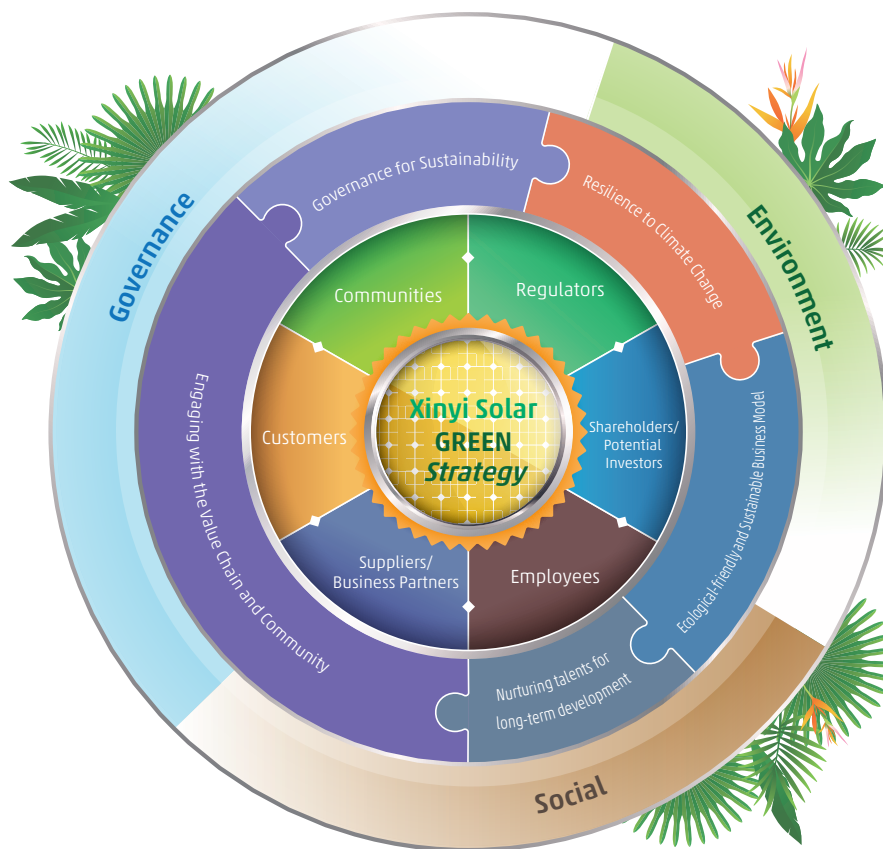 Governance
Environment
Social
Governance for Sustainability
Resilience to Climate Change
Ecological-friendly and Sustainable Business Model
Nurturing talents for
long-term development
Engaging with the Value Chain and Community
Communities
Regulators
Customers
Shareholders/
Potential
Investors
Suppliers/
Business Partners
Employees
Xinyi Solar
GREEN
Strategy